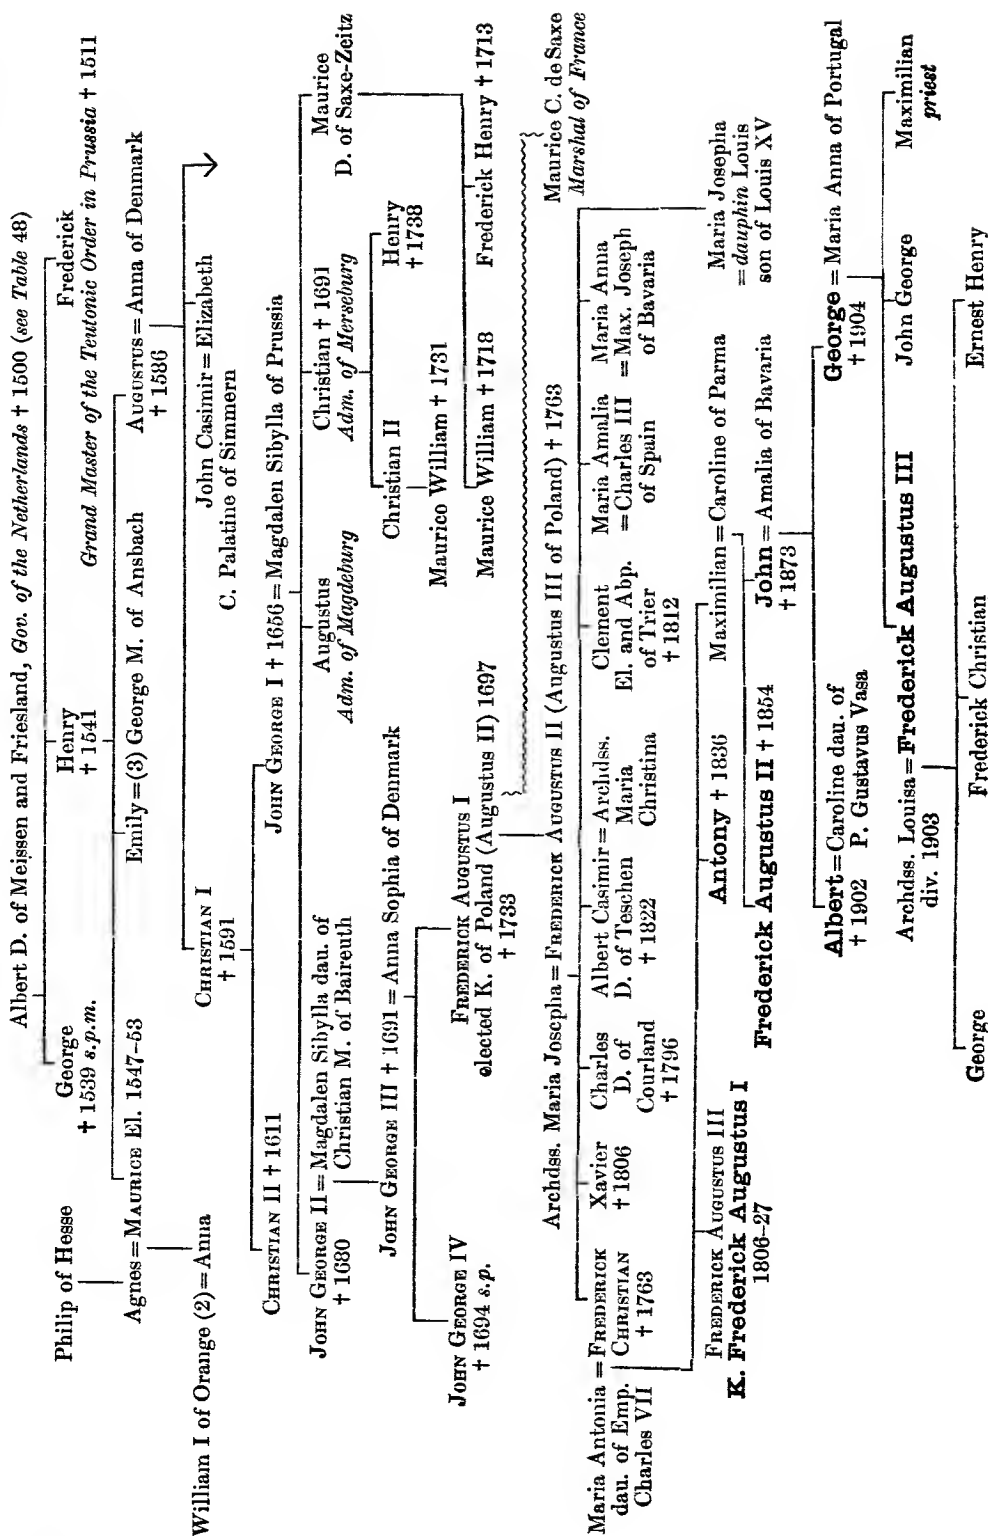 Albert D. of Meissen and Friesland, Gov. of the Netherlands † 1500 (see Table 48)
Philip of Hesse
George
† 1539 s.p.m.
Henry
† 1541
Frederick
Grand Master of the Teutonic Order in Prussia † 1511
Agnes = MAURICE El. 1547–53
Emily = (3) George M. of Ansbach
AUGUSTUS = Anna of Denmark
† 1586
William I of Orange (2) = Anna
CHRISTIAN I
† 1591
John Casimir = Elizabeth
C. Palatine of Simmern
CHRISTIAN II † 1611
JOHN GEORGE I † 1656 = Magdalen Sibylla of Prussia
JOHN GEORGE II = Magdalen Sibylla dau. of
† 1680
Christian M. of Baireuth
Augustus
Adm. of Magdeburg
Christian † 1691
Adm. of Merseburg
Maurice
D. of Saxe-Zeitz
JOHN GEORGE III † 1691 = Anna Sophia of Denmark
Christian II
Henry
† 1738
Maurico William † 1731
JOHN GEORGE IV
† 1694 s.p.
FREDERICK AUGUSTUS I
elected K. of Poland (Augustus II) 1697
† 1733
Maurice William † 1718
Frederick Henry † 1713
Archdss. Maria Josepha = FREDERICK AUGUSTUS II (Augustus III of Poland) † 1763
Maurice C. de Saxe
Marshal of France
Maria Antonia = FREDERICK
dau. of Emp.
Charles VII
CHRISTIAN
† 1763
Xavier
† 1806
Charles
D. of
Courland
† 1796
Albert Casimir = Archdss.
D. of Teschen
† 1822
Maria
Christina
Clement
El. and Abp.
of Trier
† 1812
Maria Amalia
= Charles III
of Spain
Maria Anna
= Max. Joseph
of Bavaria
Maria Josepha
= dauphin Louis
son of Louis XV
FREDERICK AUGUSTUS III
K. Frederick Augustus I
1806–27
Antony † 1836
Maximilian = Caroline of Parma
Frederick Augustus II † 1854
John = Amalia of Bavaria
† 1873
Albert = Caroline dau. of
† 1902
P. Gustavus Vasa
George = Maria Anna of Portugal
† 1904
Archdss. Louisa = Frederick Augustus III
div. 1903
John George
Maximilian
priest
George
Frederick Christian
Ernest Henry